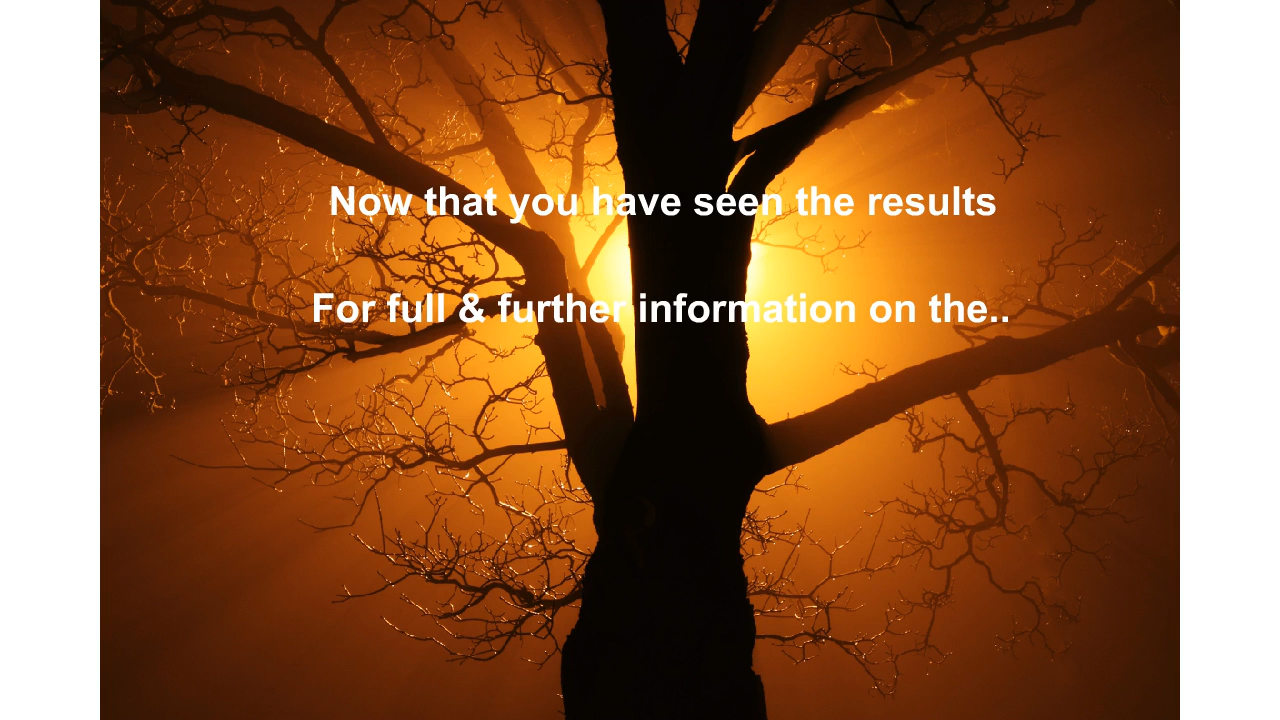 Now that you have seen the results
For full & further information on the..